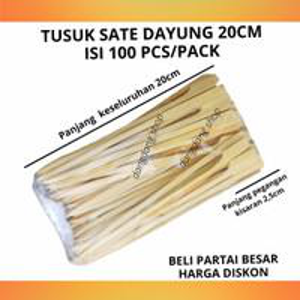 TUSUK SATE DAYUNG 20CM
ISI 100 PCS/PACK
Panjang keseluruhan 20cm
Panjang pegangan
kisaran 2,5cm
BELI PARTAI BESAR
HARGA DISKON